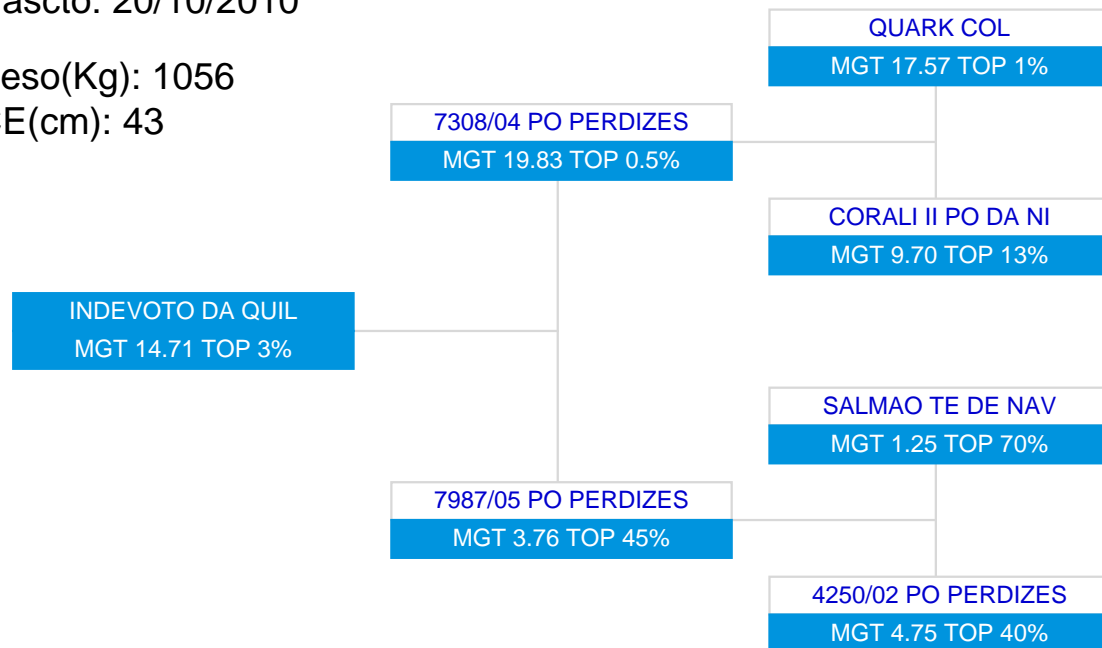 20/10/2010
(Kg): 1056
(cm): 43
QUARK COL
MGT 17.57 TOP 1%
7308/04 PO PERDIZES
MGT 19.83 TOP 0.5%
CORALI II PO DA NI
MGT 9.70 TOP 13%
INDEVOTO DA QUIL
MGT 14.71 TOP 3%
SALMAO TE DE NAV
MGT 1.25 TOP 70%
7987/05 PO PERDIZES
MGT 3.76 TOP 45%
4250/02 PO PERDIZES
MGT 4.75 TOP 40%